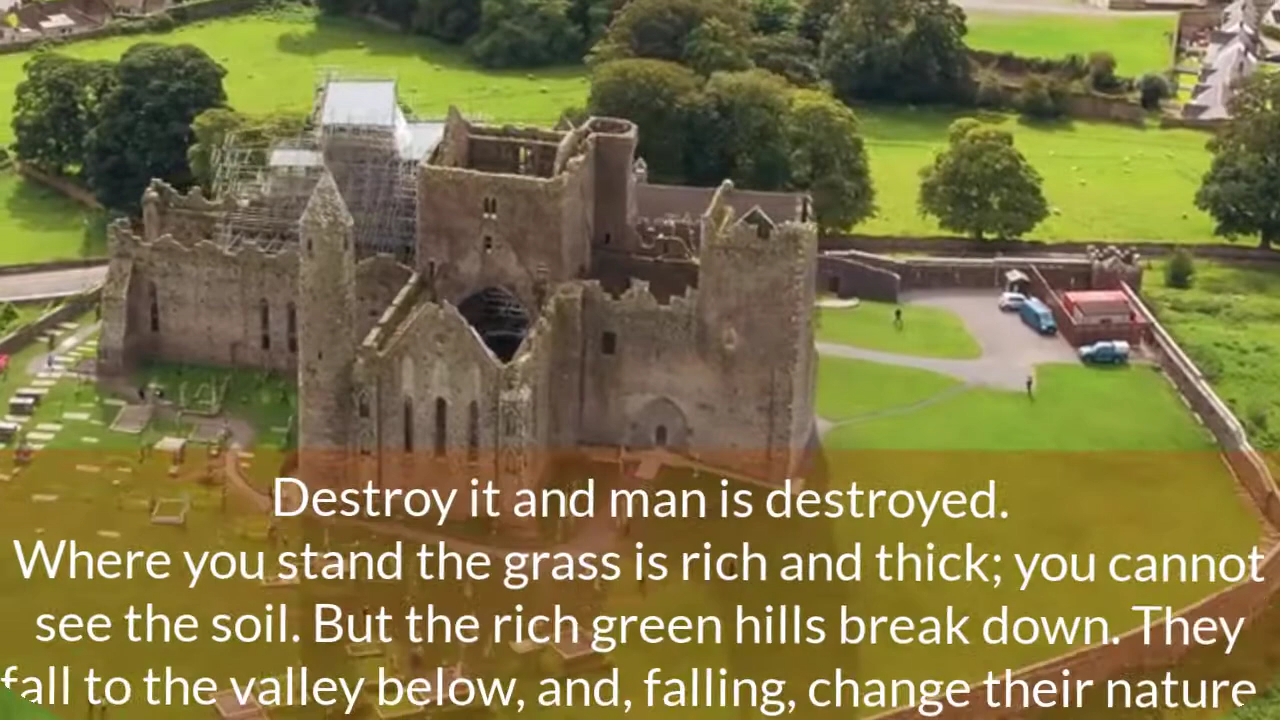 Destroy it and man is destroyed.
Where you stand the grass is rich and thick; you cannot
see the soil. But the rich green hills break down. They
fall to the valley below, and, falling, change their nature